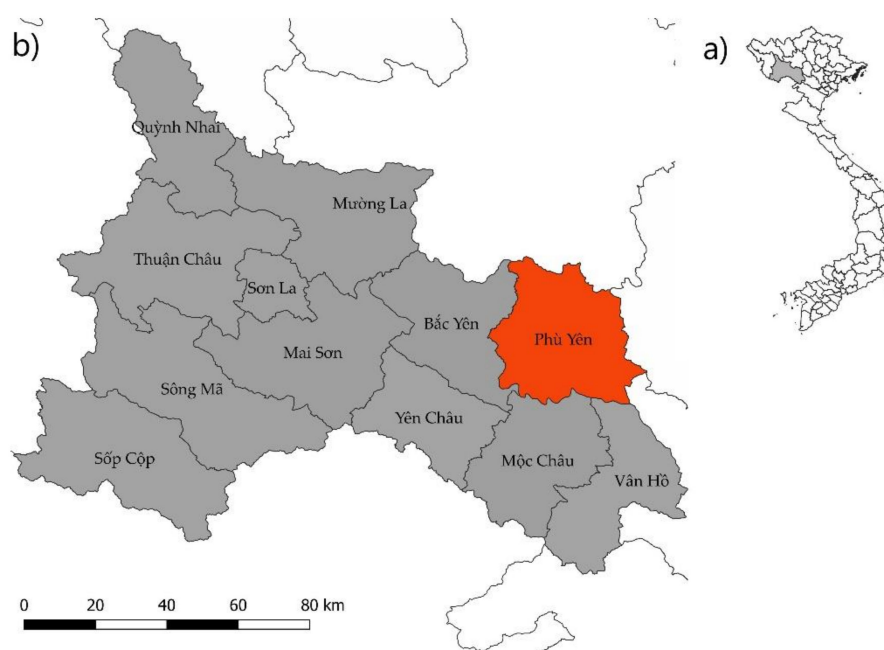 b)
a)
Quỳnh Nhai
Mường La
Thuận Châu
Sơn La
Bắc Yên
Phù Yên
Mai Sơn
Sông Mã
Yên Châu
Sốp Cộp
Mộc Châu
Vân Hồ
0 20 40 60 80 km